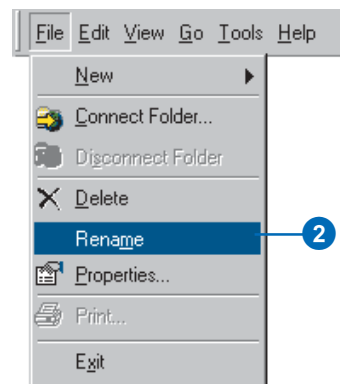 File Edit View Go Tools Help
New
Connect Folder...
Disconnect Folder
Delete
Rename
2
Properties...
Print...
Exit